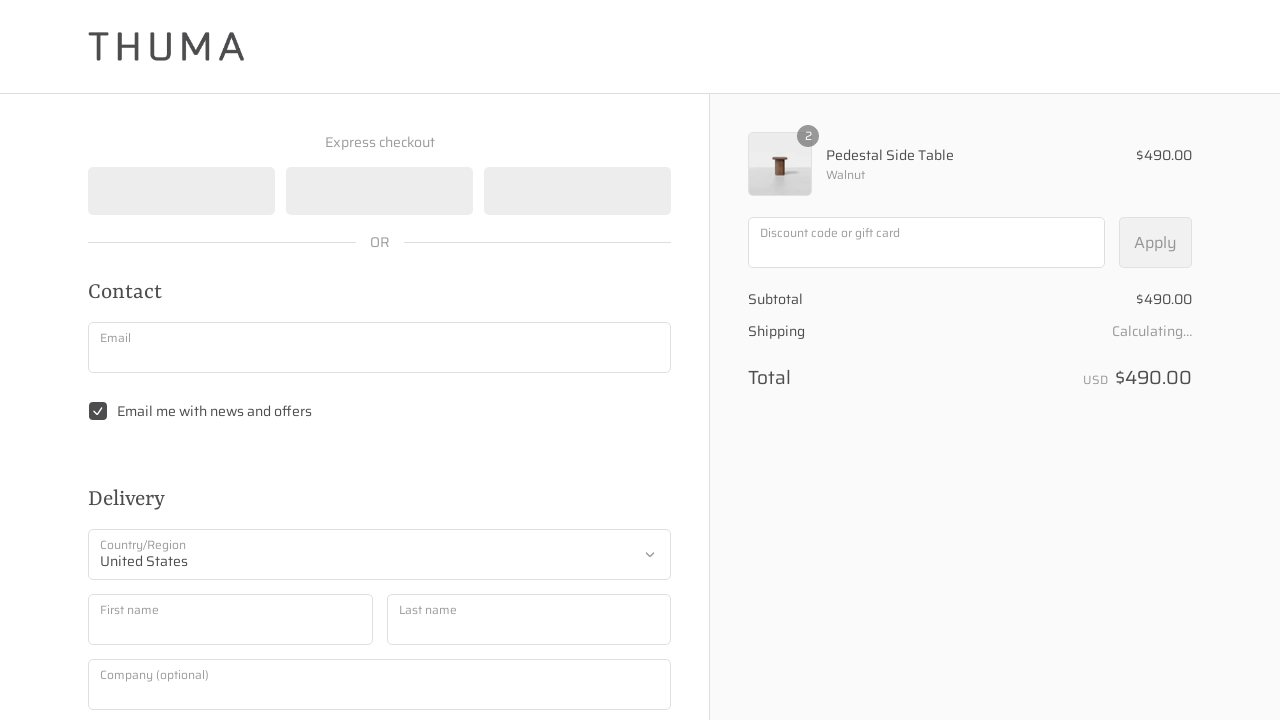 THUMA
Express checkout
OR
Contact
Email
Email me with news and offers
Delivery
Country/Region
United States
First name
Last name
Company (optional)
2
Pedestal Side Table
$490.00
Walnut
Discount code or gift card
Apply
Subtotal
$490.00
Shipping
Calculating...
Total
USD $490.00